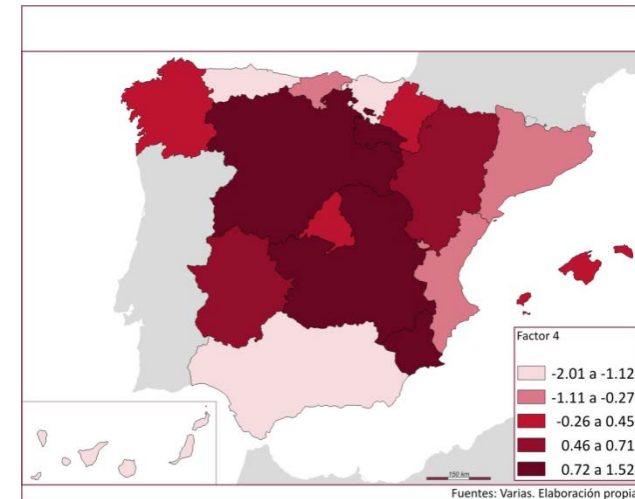 Factor 4
-2.01 a -1.12
-1.11 a -0.27
-0.26 a 0.45
0.46 a 0.71
0.72 a 1.52
150 km
Fuentes: Varias. Elaboración propia